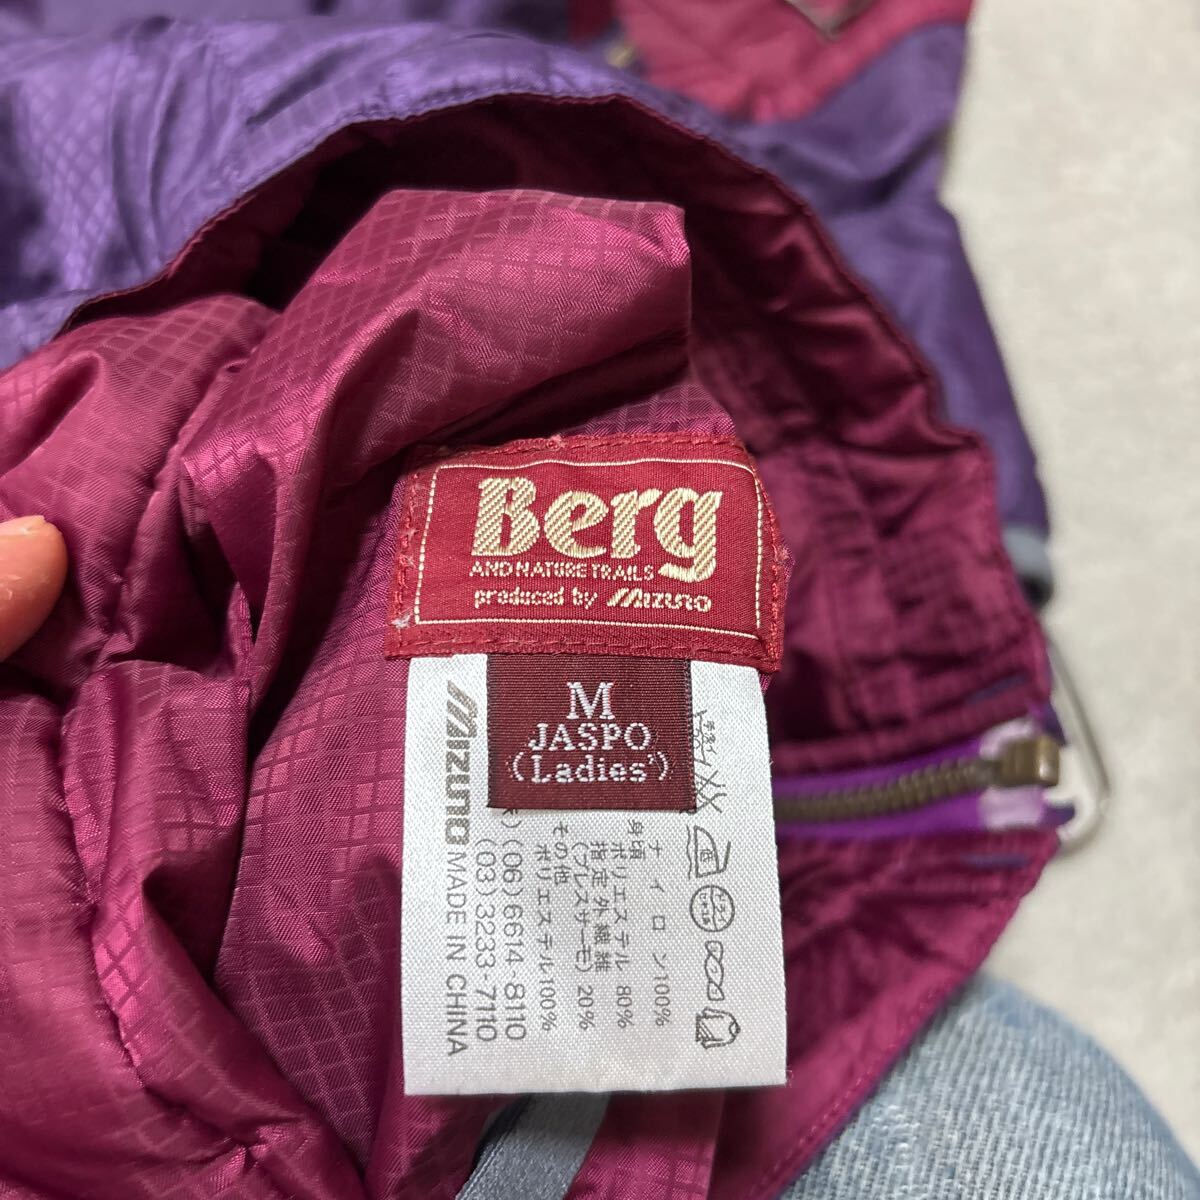 Berg
AND NATURE TRAILS
produced by MIZUNO
M
JASPO
(Ladies')
MIZUNO MADE IN CHINA
ナイロン100%
身頃
ポリエステル 80%
指定外繊維
(ブレスサーモ) 20%
その他
ポリエステル100%
(06)6614-8110
(03)3233-7110